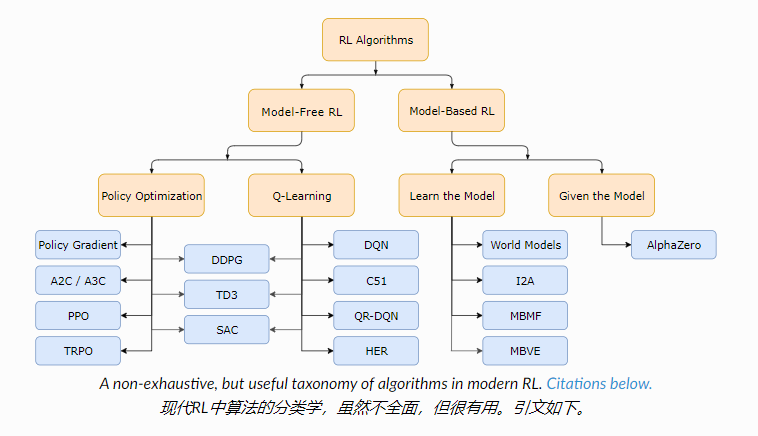 RL Algorithms
Model-Free RL
Model-Based RL
Policy Optimization
Q-Learning
Learn the Model
Given the Model
Policy Gradient
A2C / A3C
PPO
TRPO
DDPG
TD3
SAC
DQN
C51
QR-DQN
HER
World Models
I2A
MBMF
MBVE
AlphaZero
A non-exhaustive, but useful taxonomy of algorithms in modern RL. Citations below.
现代RL中算法的分类学，虽然不全面，但很有用。引文如下。